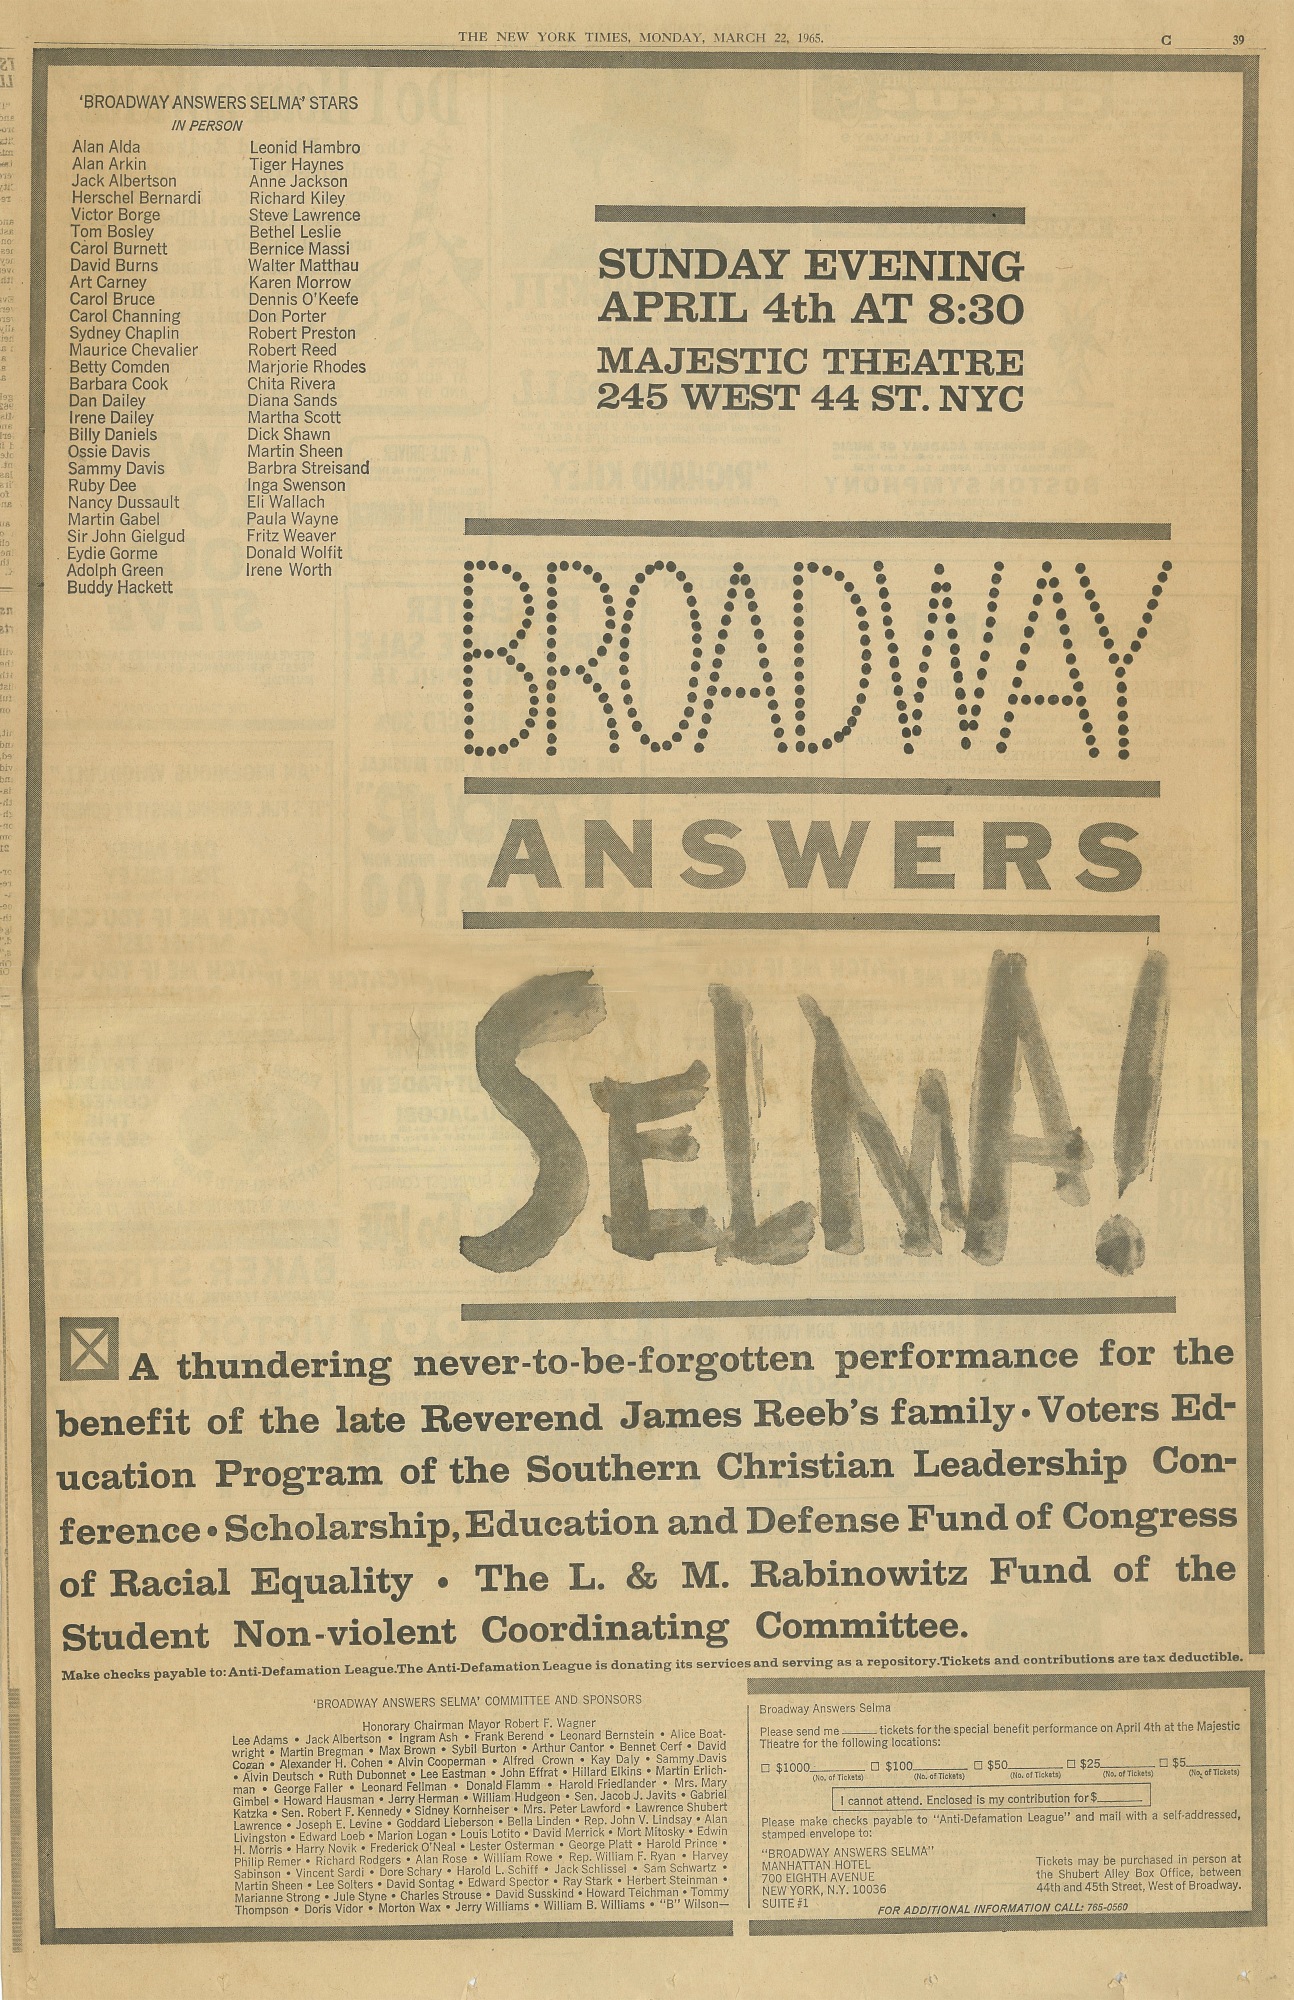 THE NEW YORK TIMES, MONDAY, MARCH 22, 1965.
C 39
'BROADWAY ANSWERS SELMA' STARS
IN PERSON
Alan Alda
Alan Arkin
Jack Albertson
Herschel Bernardi
Victor Borge
Tom Bosley
Carol Burnett
David Burns
Art Carney
Carol Bruce
Carol Channing
Sydney Chaplin
Maurice Chevalier
Betty Comden
Barbara Cook
Dan Dailey
Irene Dailey
Billy Daniels
Ossie Davis
Sammy Davis
Ruby Dee
Nancy Dussault
Martin Gabel
Sir John Gielgud
Eydie Gorme
Adolph Green
Buddy Hackett
Leonid Hambro
Tiger Haynes
Anne Jackson
Richard Kiley
Steve Lawrence
Bethel Leslie
Bernice Massi
Walter Matthau
Karen Morrow
Dennis O'Keefe
Don Porter
Robert Preston
Robert Reed
Marjorie Rhodes
Chita Rivera
Diana Sands
Martha Scott
Dick Shawn
Martin Sheen
Barbra Streisand
Inga Swenson
Eli Wallach
Paula Wayne
Fritz Weaver
Donald Wolfit
Irene Worth
SUNDAY EVENING
APRIL 4th AT 8:30
MAJESTIC THEATRE
245 WEST 44 ST. NYC
BROADWAY
ANSWERS
SELMA!
A thundering never-to-be-forgotten performance for the
benefit of the late Reverend James Reeb's family • Voters Ed-
ucation Program of the Southern Christian Leadership Con-
ference • Scholarship, Education and Defense Fund of Congress
of Racial Equality • The L. & M. Rabinowitz Fund of the
Student Non-violent Coordinating Committee.
Make checks payable to: Anti-Defamation League. The Anti-Defamation League is donating its services and serving as a repository. Tickets and contributions are tax deductible.
'BROADWAY ANSWERS SELMA' COMMITTEE AND SPONSORS
Honorary Chairman Mayor Robert F. Wagner
Lee Adams • Jack Albertson • Ingram Ash • Frank Berend • Leonard Bernstein • Alice Boat-
wright • Martin Bregman • Max Brown • Sybil Burton • Arthur Cantor • Bennet Cerf • David
Cogan • Alexander H. Cohen • Alvin Cooperman • Alfred Crown • Kay Daly • Sammy Davis
• Alvin Deutsch • Ruth Dubonnet • Lee Eastman • John Effrat • Hillard Elkins • Martin Erlich-
man • George Faller • Leonard Fellman • Donald Flamm • Harold Friedlander • Mrs. Mary
Gimbel • Howard Hausman • Jerry Herman • William Hudgeon • Sen. Jacob J. Javits • Gabriel
Katzka • Sen. Robert F. Kennedy • Sidney Kornheiser • Mrs. Peter Lawford • Lawrence Shubert
Lawrence • Joseph E. Levine • Goddard Lieberson • Bella Linden • Rep. John V. Lindsay • Alan
Livingston • Edward Loeb • Marion Logan • Louis Lotito • David Merrick • Mort Mitosky • Edwin
H. Morris • Harry Novik • Frederick O'Neal • Lester Osterman • George Platt • Harold Prince •
Philip Remer • Richard Rodgers • Alan Rose • William Rowe • Rep. William F. Ryan • Harvey
Sabinson • Vincent Sardi • Dore Schary • Harold L. Schiff • Jack Schlissel • Sam Schwartz •
Martin Sheen • Lee Solters • David Sontag • Edward Spector • Ray Stark • Herbert Steinman •
Marianne Strong • Jule Styne • Charles Strouse • David Susskind • Howard Teichman • Tommy
Thompson • Doris Vidor • Morton Wax • Jerry Williams • William B. Williams • "B" Wilson—
Broadway Answers Selma
Please send me ____ tickets for the special benefit performance on April 4th at the Majestic
Theatre for the following locations:
☐ $1000____ ☐ $100____ ☐ $50____ ☐ $25____ ☐ $5____
(No. of Tickets) (No. of Tickets) (No. of Tickets) (No. of Tickets) (No. of Tickets)
I cannot attend. Enclosed is my contribution for $____
Please make checks payable to "Anti-Defamation League" and mail with a self-addressed,
stamped envelope to:
"BROADWAY ANSWERS SELMA"
MANHATTAN HOTEL
700 EIGHTH AVENUE
NEW YORK, N.Y. 10036
SUITE #1
Tickets may be purchased in person at
the Shubert Alley Box Office, between
44th and 45th Street, West of Broadway.
FOR ADDITIONAL INFORMATION CALL: 765-0560